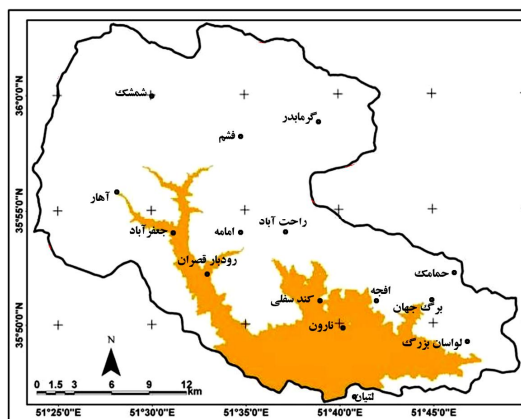 شمشک
گرمابدر
فشم
آهار
راحت آباد
امامه
جعفرآباد
رودبار قصران
حمامک
کند سفلی
افجه
برگ جهان
نارون
لواسان بزرگ
لتیان
36°0'0"N
35°55'0"N
35°50'0"N
N
0 1.5 3 6 9 12
km
51°25'0"E 51°30'0"E 51°35'0"E 51°40'0"E 51°45'0"E